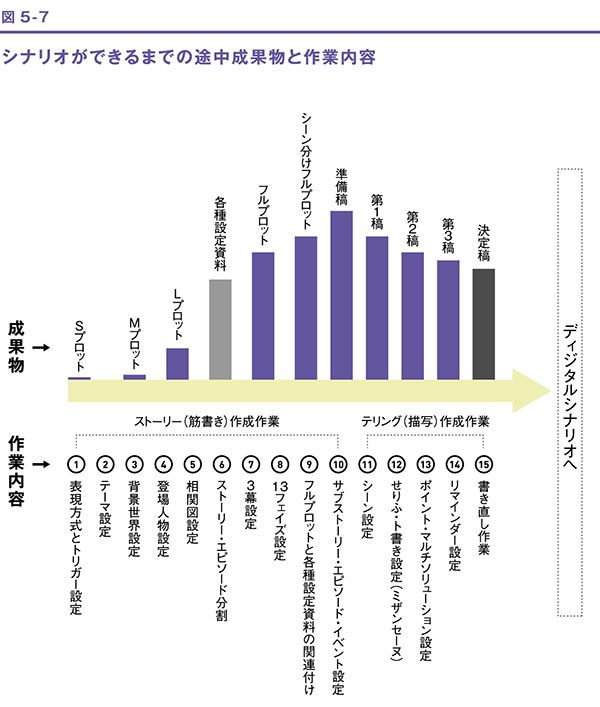 図 5-7
シナリオができるまでの途中成果物と作業内容
成果物 →
Sプロット
Mプロット
Lプロット
各種設定資料
フルプロット
シーン分けフルプロット
準備稿
第1稿
第2稿
第3稿
決定稿
ディジタルシナリオへ
ストーリー（筋書き）作成作業
テリング（描写）作成作業
作業内容 →
① 表現方式とトリガー設定
② テーマ設定
③ 背景世界設定
④ 登場人物設定
⑤ 相関図設定
⑥ ストーリー・エピソード分割
⑦ 3幕設定
⑧ 13フェイズ設定
⑨ フルプロットと各種設定資料の関連付け
⑩ サブストーリー・エピソード・イベント設定
⑪ シーン設定
⑫ せりふ・ト書き設定（ミザンセーヌ）
⑬ ポイント・マルチソリューション設定
⑭ リマインダー設定
⑮ 書き直し作業